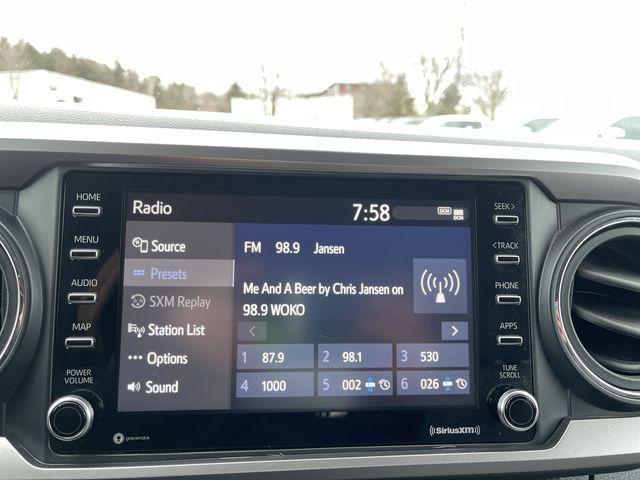 HOME
MENU
AUDIO
MAP
POWER
VOLUME
Radio
7:58
DCM
DCM
Source
Presets
SXM Replay
Station List
Options
Sound
FM 98.9 Jansen
Me And A Beer by Chris Jansen on
98.9 WOKO
< >
1 87.9 2 98.1 3 530
4 1000 5 002 6 026
SEEK >
< TRACK
PHONE
APPS
TUNE
SCROLL
gracenote
SiriusXM